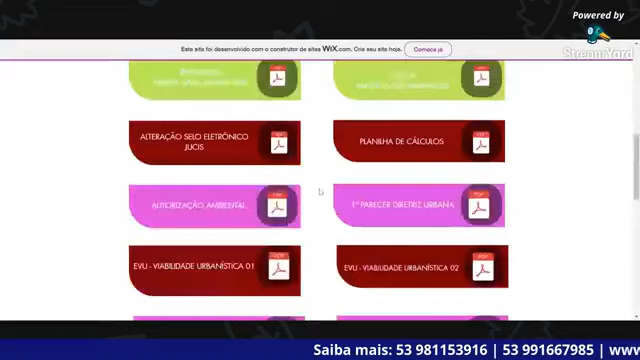 Powered by
StreamYard
Este site foi desenvolvido com o construtor de sites WiX.com. Crie seu site hoje. Comece já
ALTERAÇÃO SELO ELETRÔNICO
JUCIS
PLANILHA DE CÁLCULOS
AUTORIZAÇÃO AMBIENTAL
1º PARECER DIRETRIZ URBANA
EVU - VIABILIDADE URBANÍSTICA 01
EVU - VIABILIDADE URBANÍSTICA 02
Saiba mais: 53 981153916 | 53 991667985 | www